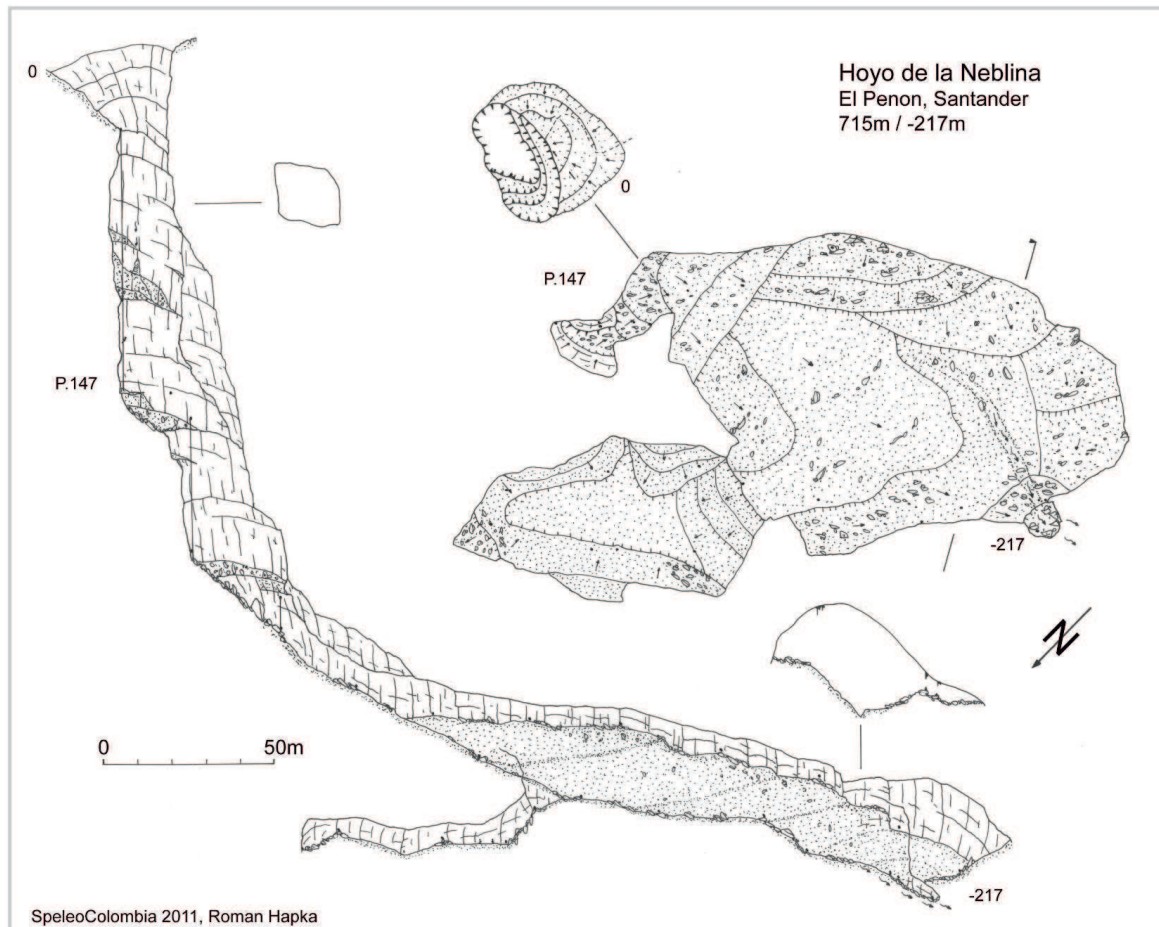 Hoyo de la Neblina
El Penon, Santander
715m / -217m
0
0
P.147
P.147
-217
N
0 50m
-217
SpeleoColombia 2011, Roman Hapka